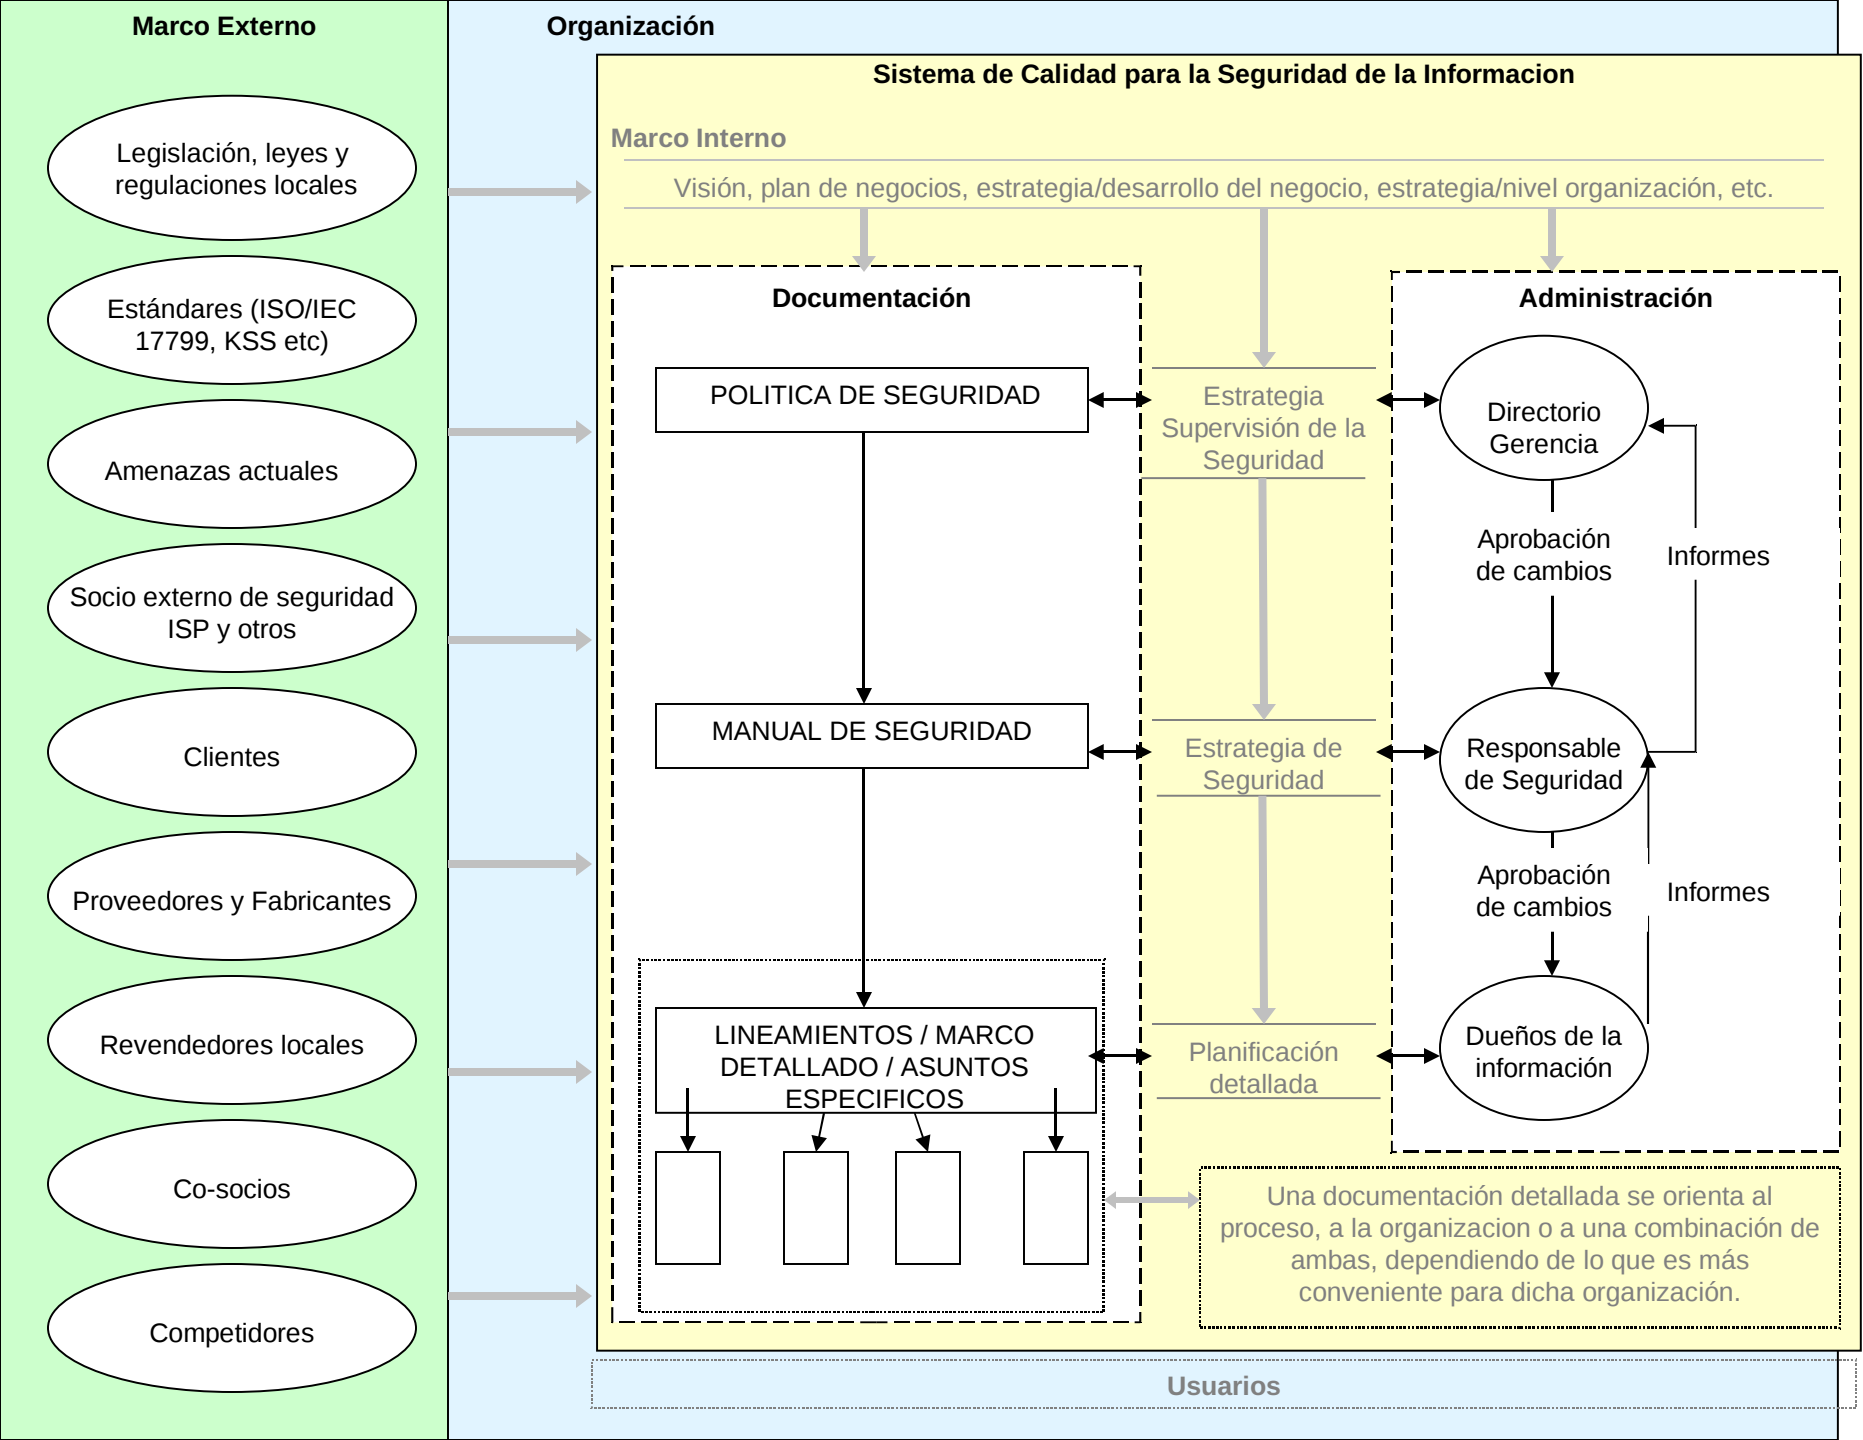 Marco Externo
Legislación, leyes y
regulaciones locales
Estándares (ISO/IEC
17799, KSS etc)
Amenazas actuales
Socio externo de seguridad
ISP y otros
Clientes
Proveedores y Fabricantes
Revendedores locales
Co-socios
Competidores
Organización
Sistema de Calidad para la Seguridad de la Informacion
Marco Interno
Visión, plan de negocios, estrategia/desarrollo del negocio, estrategia/nivel organización, etc.
Documentación
POLITICA DE SEGURIDAD
MANUAL DE SEGURIDAD
LINEAMIENTOS / MARCO
DETALLADO / ASUNTOS
ESPECIFICOS
Estrategia
Supervisión de la
Seguridad
Estrategia de
Seguridad
Planificación
detallada
Administración
Directorio
Gerencia
Aprobación
de cambios
Informes
Responsable
de Seguridad
Aprobación
de cambios
Informes
Dueños de la
información
Una documentación detallada se orienta al
proceso, a la organizacion o a una combinación de
ambas, dependiendo de lo que es más
conveniente para dicha organización.
Usuarios